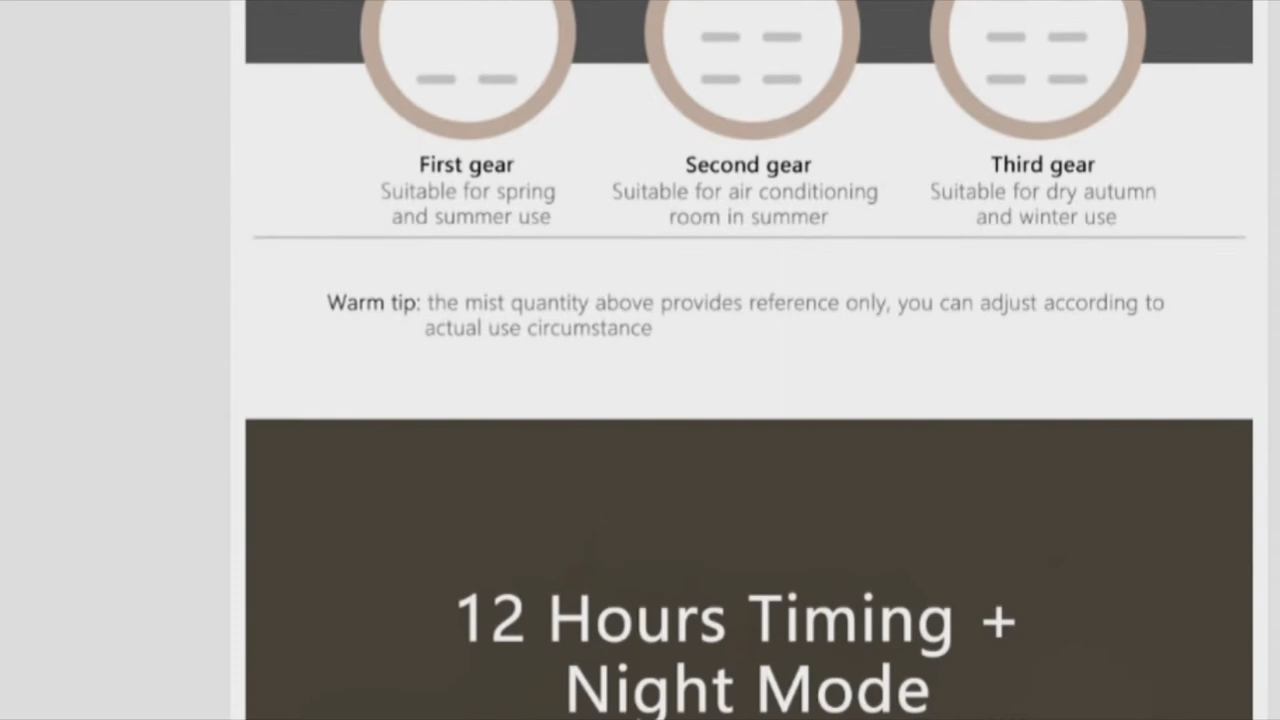 First gear
Suitable for spring
and summer use
Second gear
Suitable for air conditioning
room in summer
Third gear
Suitable for dry autumn
and winter use
Warm tip: the mist quantity above provides reference only, you can adjust according to
actual use circumstance
12 Hours Timing +
Night Mode